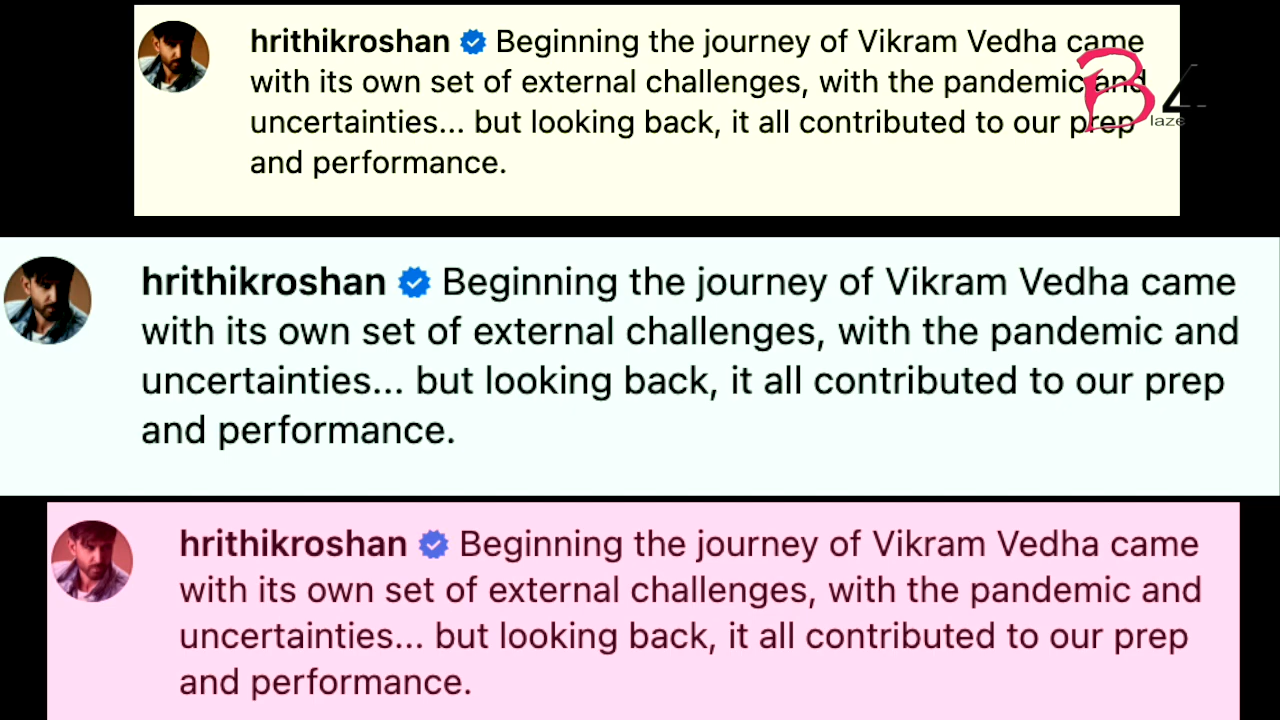 hrithikroshan Beginning the journey of Vikram Vedha came
with its own set of external challenges, with the pandemic and
uncertainties... but looking back, it all contributed to our prep
and performance.
B4
laze
hrithikroshan Beginning the journey of Vikram Vedha came
with its own set of external challenges, with the pandemic and
uncertainties... but looking back, it all contributed to our prep
and performance.
hrithikroshan Beginning the journey of Vikram Vedha came
with its own set of external challenges, with the pandemic and
uncertainties... but looking back, it all contributed to our prep
and performance.